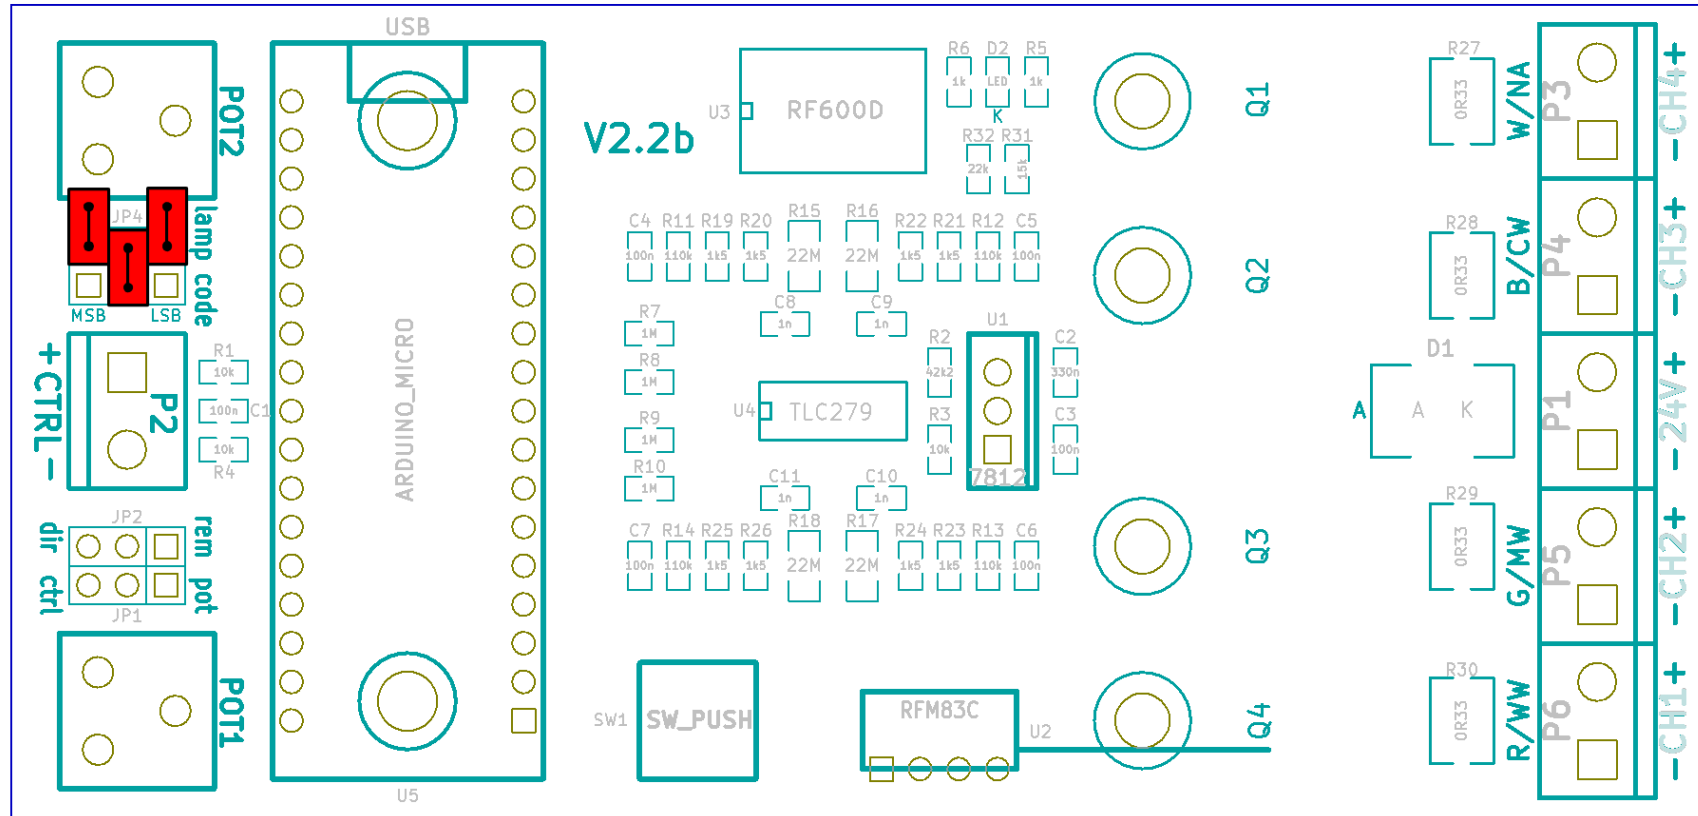 USB
POT2
JP4
lamp code
MSB
LSB
+CTRL-
P2
R1
10k
100n
C1
10k
R4
JP2
dir
rem
ctrl
pot
JP1
POT1
ARDUINO_MICRO
U5
V2.2b
U3
RF600D
R6
1k
D2
LED
K
R5
1k
R32
22k
R31
15k
C4
100n
R11
110k
R19
1k5
R20
1k5
R15
22M
R16
22M
R22
1k5
R21
1k5
R12
110k
C5
100n
C8
1n
C9
1n
R7
1M
R8
1M
R9
1M
R10
1M
U4
TLC279
R2
42k2
R3
10k
U1
7812
C2
330n
C3
100n
C11
1n
C10
1n
C7
100n
R14
110k
R25
1k5
R26
1k5
R18
22M
R17
22M
R24
1k5
R23
1k5
R13
110k
C6
100n
SW1
SW_PUSH
RFM83C
U2
Q1
Q2
Q3
Q4
R27
0R33
W/NA
P3
-CH4+
R28
0R33
B/CW
P4
-CH3+
D1
A
A
K
P1
-24V+
R29
0R33
G/MW
P5
-CH2+
R30
0R33
R/WW
P6
-CH1+